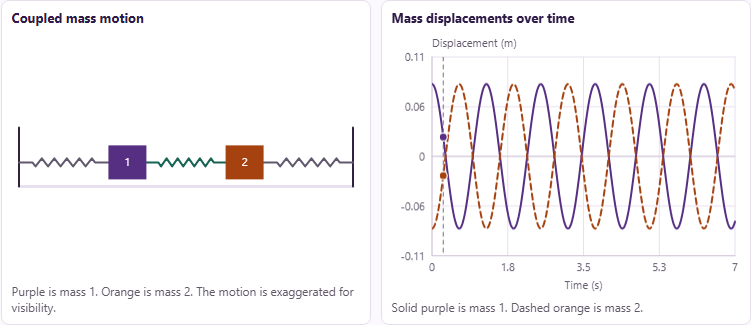 Coupled mass motion
1
2
Purple is mass 1. Orange is mass 2. The motion is exaggerated for
visibility.
Mass displacements over time
Displacement (m)
0.11
0.06
0
-0.06
-0.11
0
1.8
3.5
5.3
7
Time (s)
Solid purple is mass 1. Dashed orange is mass 2.